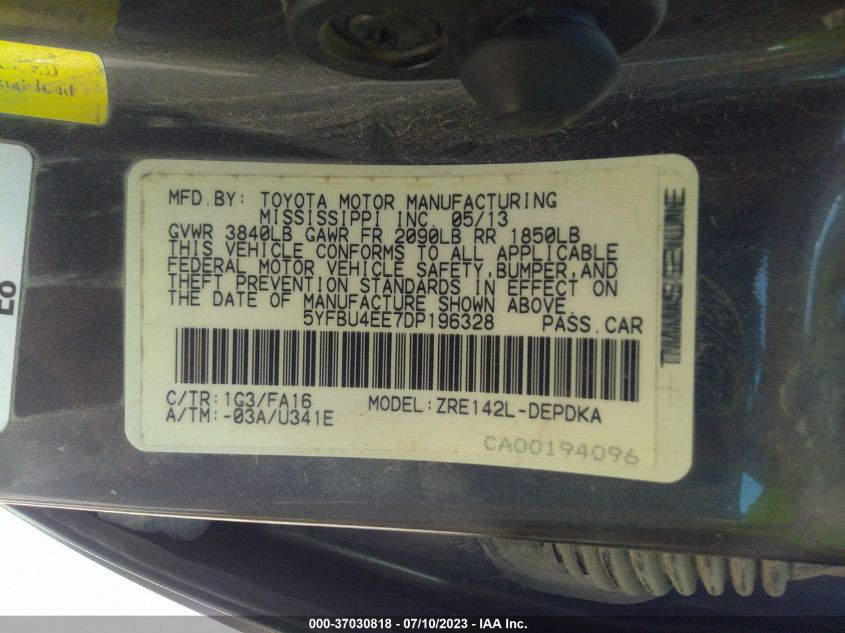 MFD.BY: TOYOTA MOTOR MANUFACTURING
MISSISSIPPI INC. 05/13
GVWR 3840LB GAWR FR 2090LB RR 1850LB
THIS VEHICLE CONFORMS TO ALL APPLICABLE
FEDERAL MOTOR VEHICLE SAFETY,BUMPER,AND
THEFT PREVENTION STANDARDS IN EFFECT ON
THE DATE OF MANUFACTURE SHOWN ABOVE.
5YFBU4EE7DP196328 PASS.CAR
C/TR:1G3/FA16 MODEL:ZRE142L-DEPDKA
A/TM:-03A/U341E
CA00194096
000-37030818 - 07/10/2023 - IAA Inc.